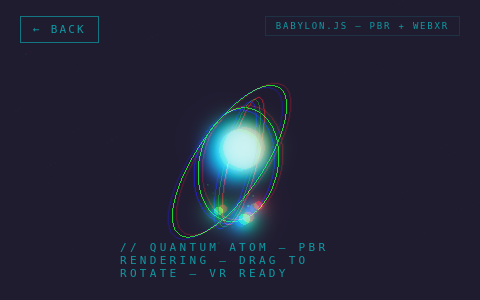 ← BACK
BABYLON.JS — PBR + WEBXR
// QUANTUM ATOM — PBR
RENDERING — DRAG TO
ROTATE — VR READY